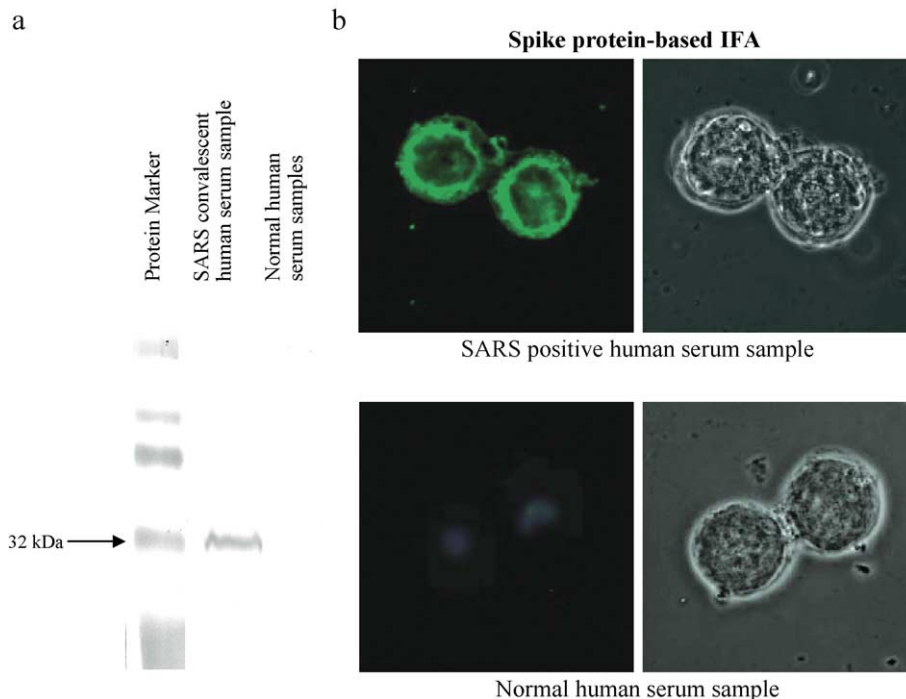 a
b
Spike protein-based IFA
Protein Marker
SARS convalescent
human serum sample
Normal human
serum samples
SARS positive human serum sample
32 kDa
Normal human serum sample